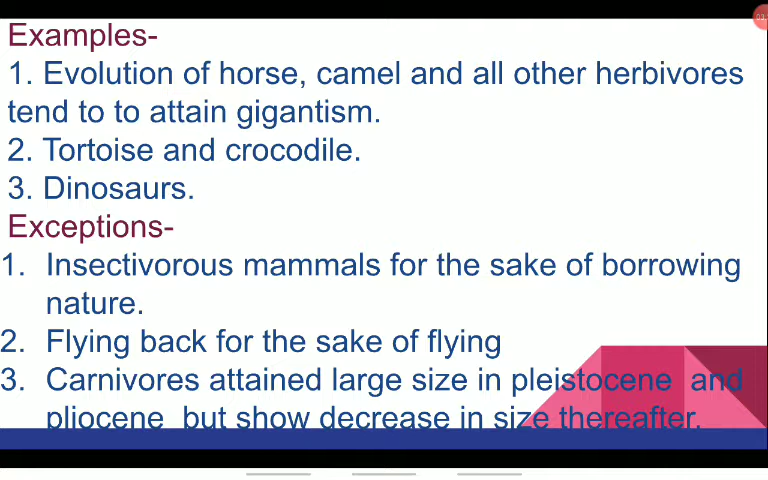 Examples-
1. Evolution of horse, camel and all other herbivores
tend to to attain gigantism.
2. Tortoise and crocodile.
3. Dinosaurs.
Exceptions-
1. Insectivorous mammals for the sake of borrowing
nature.
2. Flying back for the sake of flying
3. Carnivores attained large size in pleistocene and
pliocene but show decrease in size thereafter.